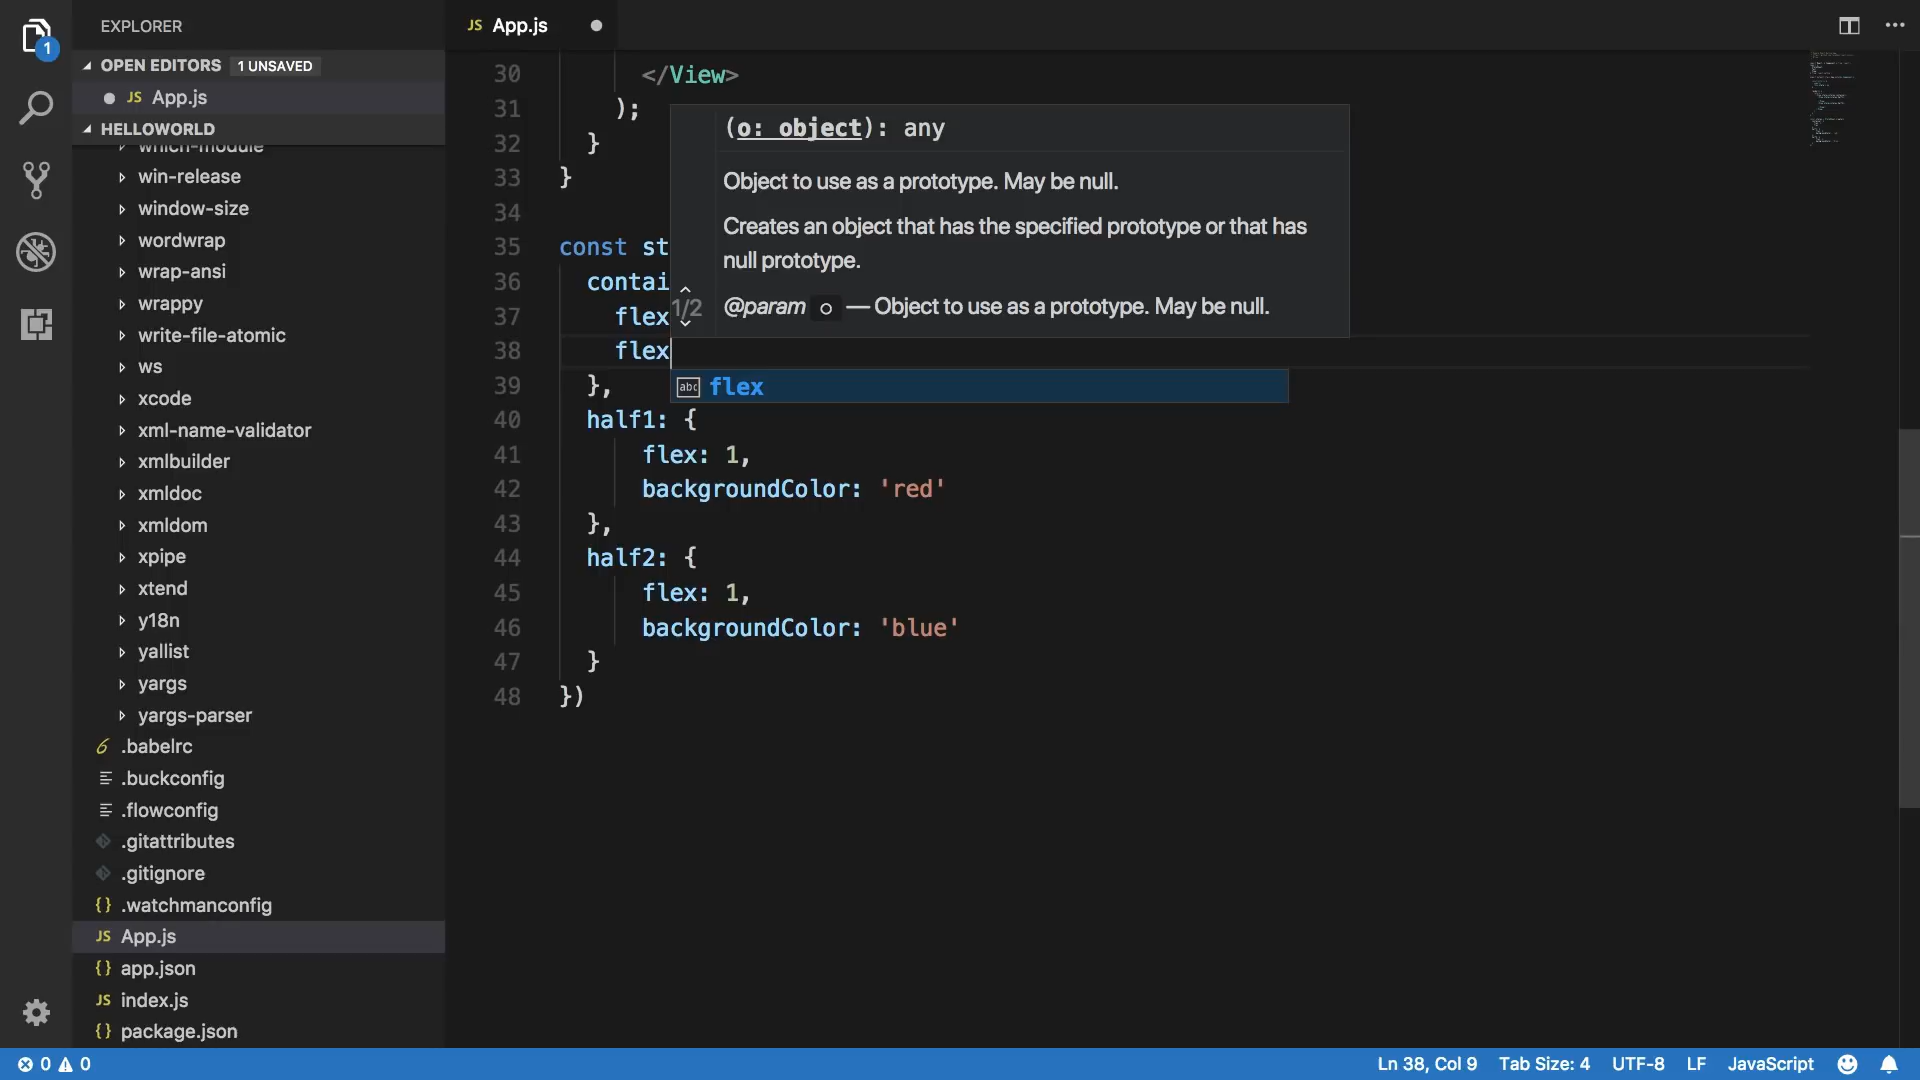 1
EXPLORER
OPEN EDITORS 1 UNSAVED
JS App.js
HELLOWORLD
which-module
win-release
window-size
wordwrap
wrap-ansi
wrappy
write-file-atomic
ws
xcode
xml-name-validator
xmlbuilder
xmldoc
xmldom
xpipe
xtend
y18n
yallist
yargs
yargs-parser
6 .babelrc
.buckconfig
.flowconfig
.gitattributes
.gitignore
{} .watchmanconfig
JS App.js
{} app.json
JS index.js
{} package.json
JS App.js
30 </View>
31 );
32 }
33 }
34
35 const st
36 contai
37 flex
38 flex
39 },
40 half1: {
41 flex: 1,
42 backgroundColor: 'red'
43 },
44 half2: {
45 flex: 1,
46 backgroundColor: 'blue'
47 }
48 })
(o: object): any
Object to use as a prototype. May be null.
Creates an object that has the specified prototype or that has
null prototype.
1/2
@param o — Object to use as a prototype. May be null.
abc flex
0 0 Ln 38, Col 9 Tab Size: 4 UTF-8 LF JavaScript